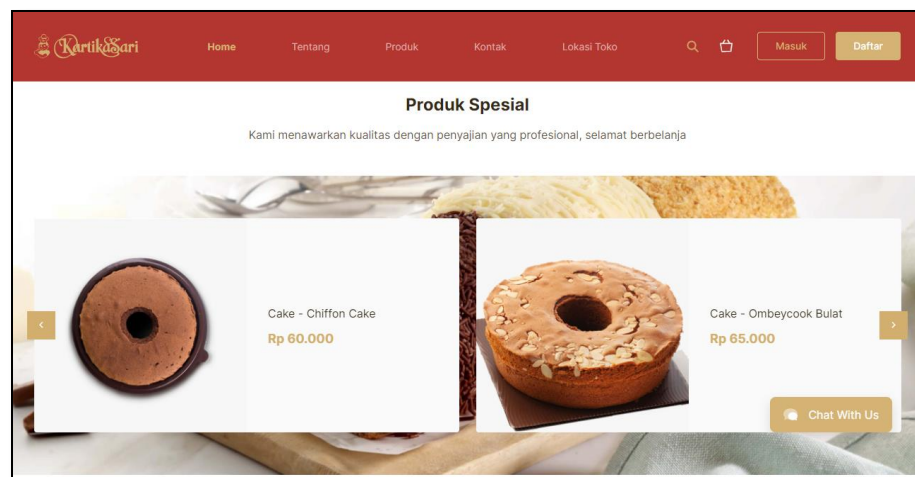 KartikaSari
Home
Tentang
Produk
Kontak
Lokasi Toko
Masuk
Daftar
Produk Spesial
Kami menawarkan kualitas dengan penyajian yang profesional, selamat berbelanja
Cake - Chiffon Cake
Rp 60.000
Cake - Ombeycook Bulat
Rp 65.000
Chat With Us